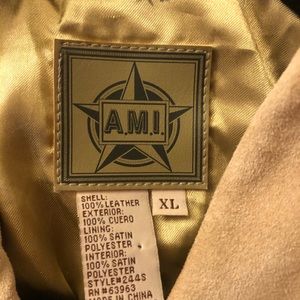 A.M.I.
XL
SHELL:
100% LEATHER
EXTERIOR:
100% CUERO
LINING:
100% SATIN
POLYESTER
INTERIOR:
100% SATIN
POLYESTER
STYLE#244S
RN #63963
MADE IN CHINA